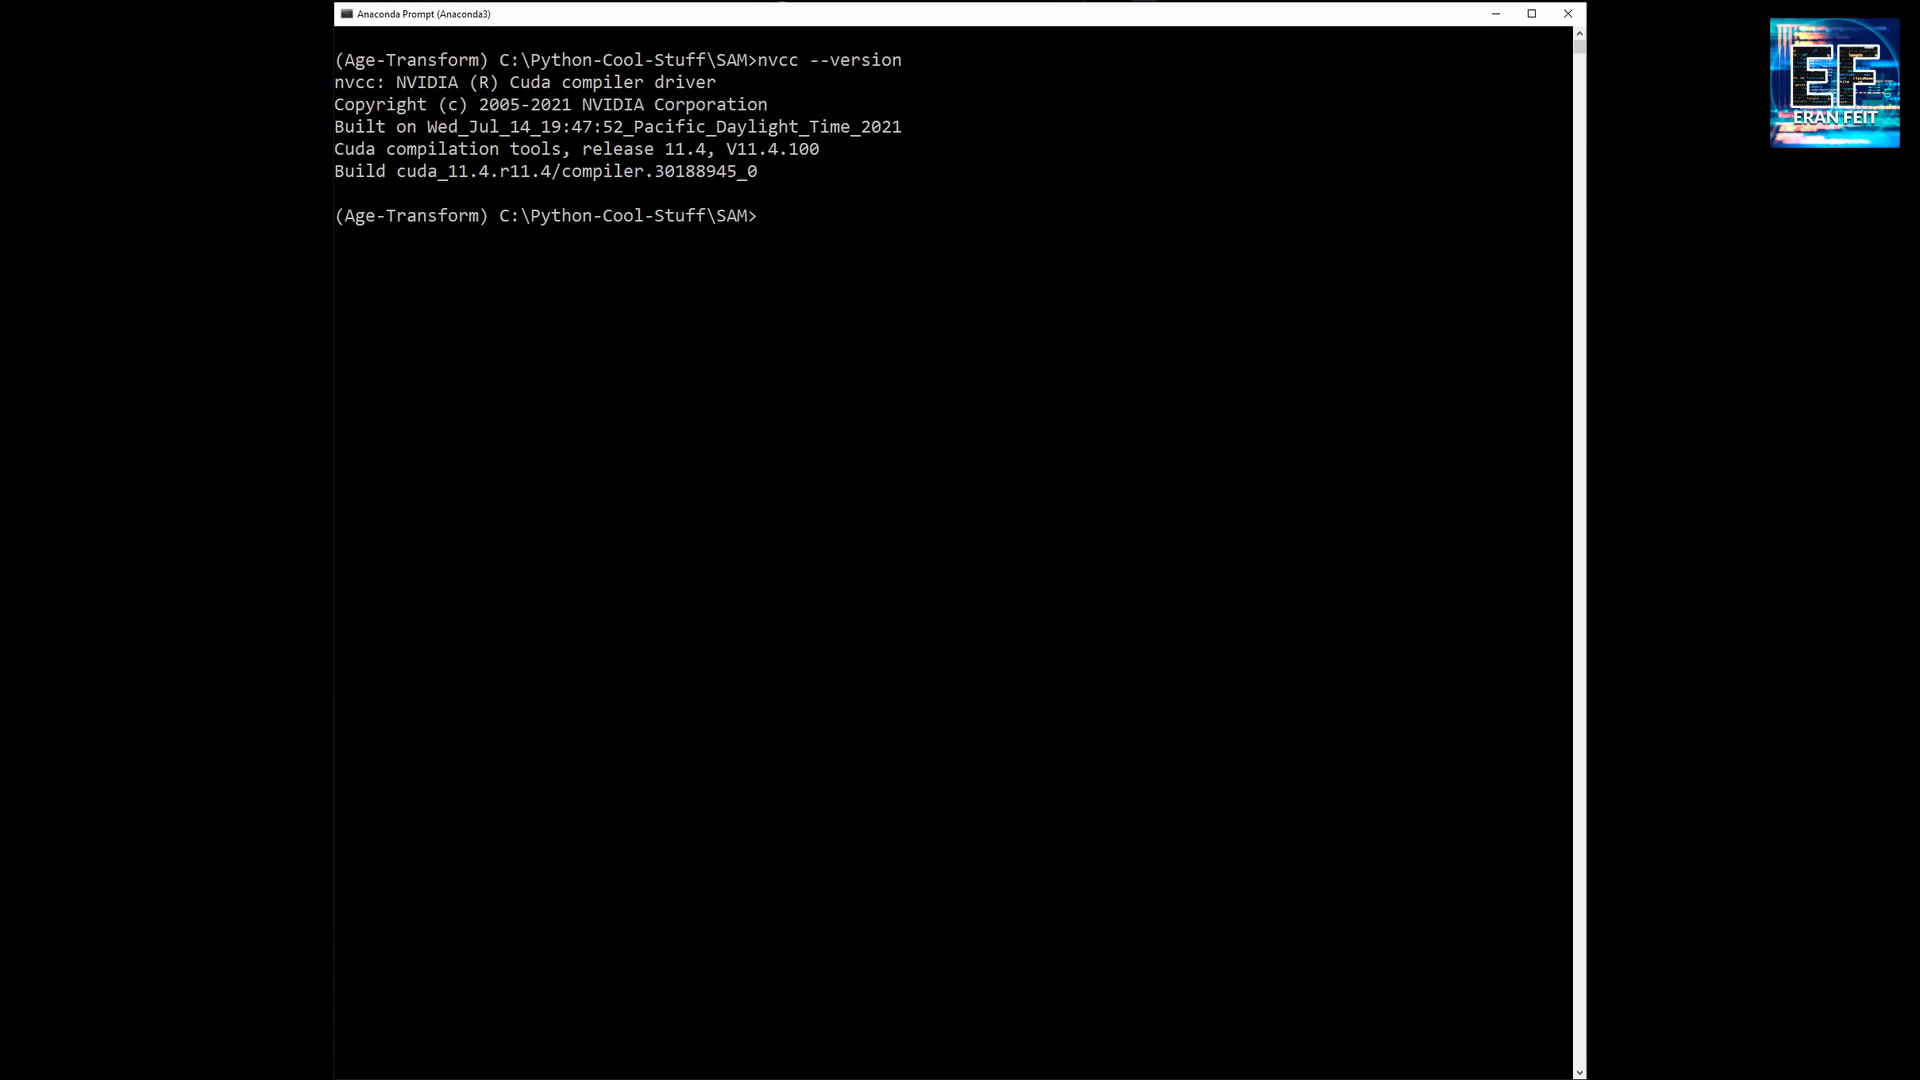 Anaconda Prompt (Anaconda3)
(Age-Transform) C:\Python-Cool-Stuff\SAM>nvcc --version
nvcc: NVIDIA (R) Cuda compiler driver
Copyright (c) 2005-2021 NVIDIA Corporation
Built on Wed_Jul_14_19:47:52_Pacific_Daylight_Time_2021
Cuda compilation tools, release 11.4, V11.4.100
Build cuda_11.4.r11.4/compiler.30188945_0
(Age-Transform) C:\Python-Cool-Stuff\SAM>
EF
ERAN FEIT